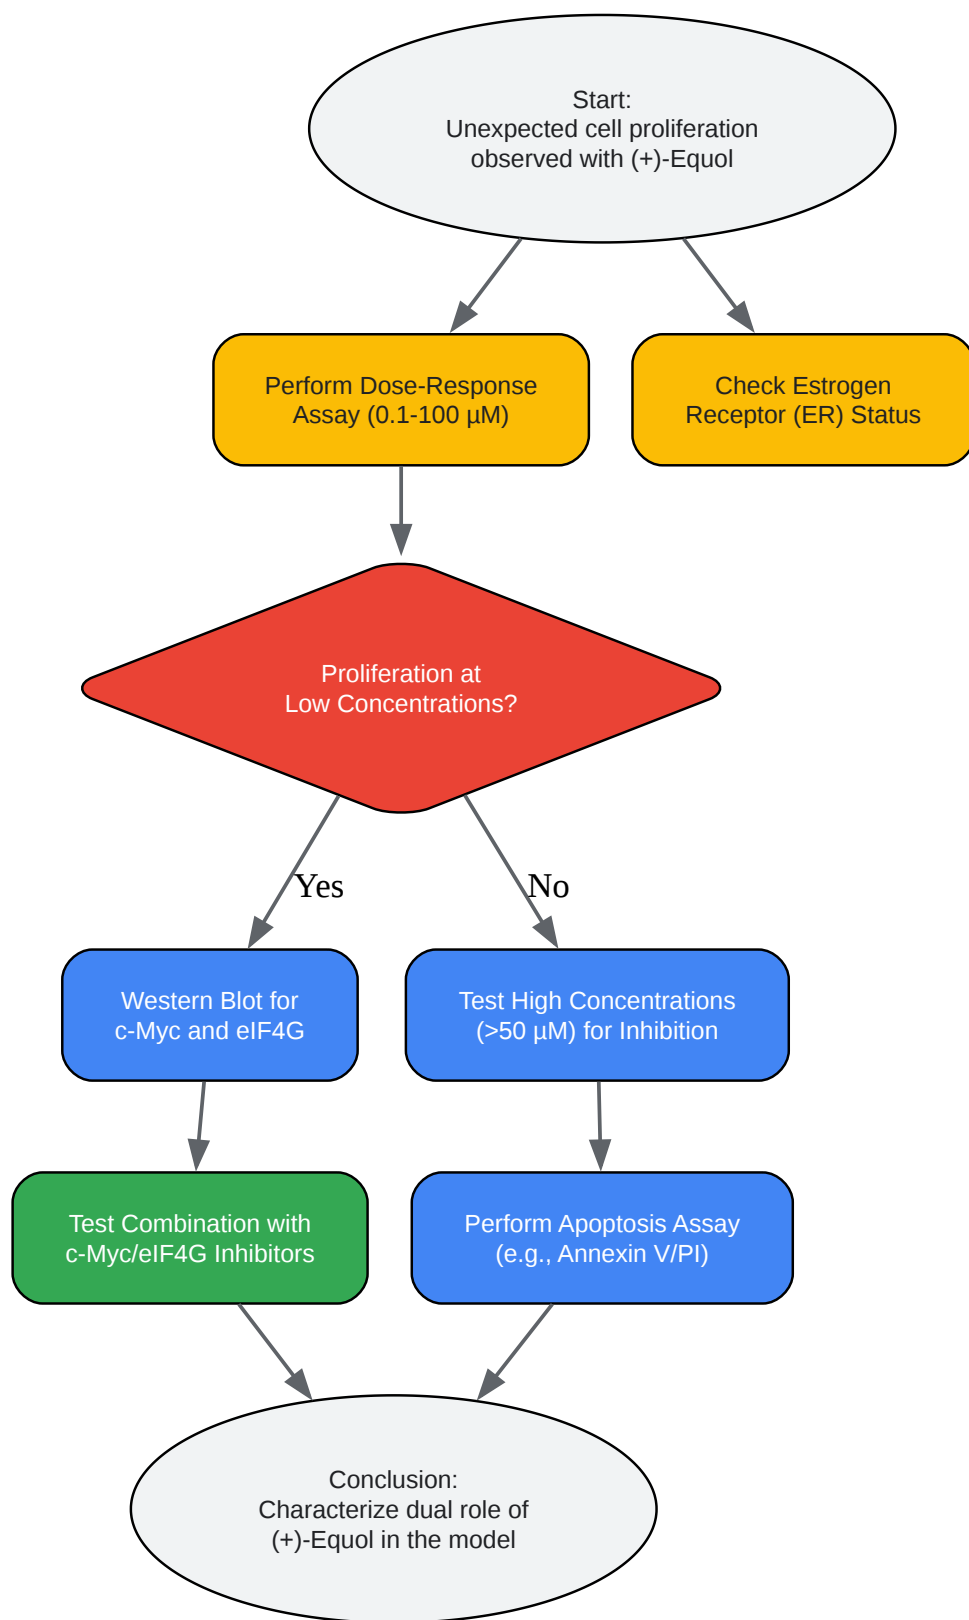 Start:
Unexpected cell proliferation
observed with (+)-Equol
Perform Dose-Response
Assay (0.1-100 µM)
Check Estrogen
Receptor (ER) Status
Proliferation at
Low Concentrations?
Yes
No
Western Blot for
c-Myc and eIF4G
Test High Concentrations
(>50 µM) for Inhibition
Test Combination with
c-Myc/eIF4G Inhibitors
Perform Apoptosis Assay
(e.g., Annexin V/PI)
Conclusion:
Characterize dual role of
(+)-Equol in the model